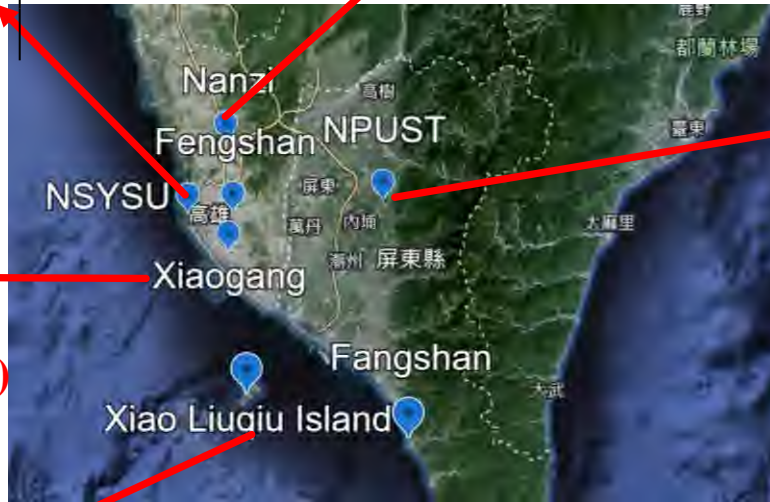 鹿野
都蘭林場
Nanzi
高樹
Fengshan
NPUST
臺東
NSYSU
屏東
高雄
萬丹
內埔
太麻里
潮州
屏東縣
Xiaogang
)
Fangshan
大武
Xiao Liuqiu Island